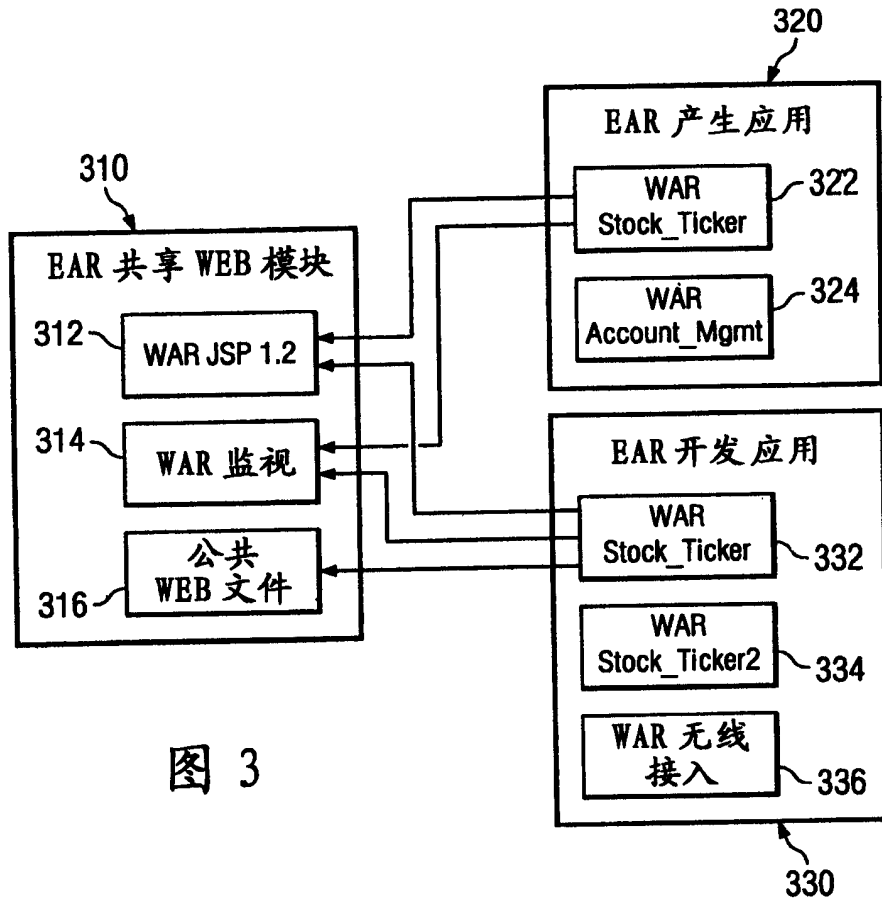 310
EAR 共享 WEB 模块
312
WAR JSP 1.2
314
WAR 监视
316
公共
WEB 文件
320
EAR 产生应用
WAR
Stock_Ticker
322
WAR
Account_Mgmt
324
EAR 开发应用
WAR
Stock_Ticker
332
WAR
Stock_Ticker2
334
WAR 无线
接入
336
330
图 3